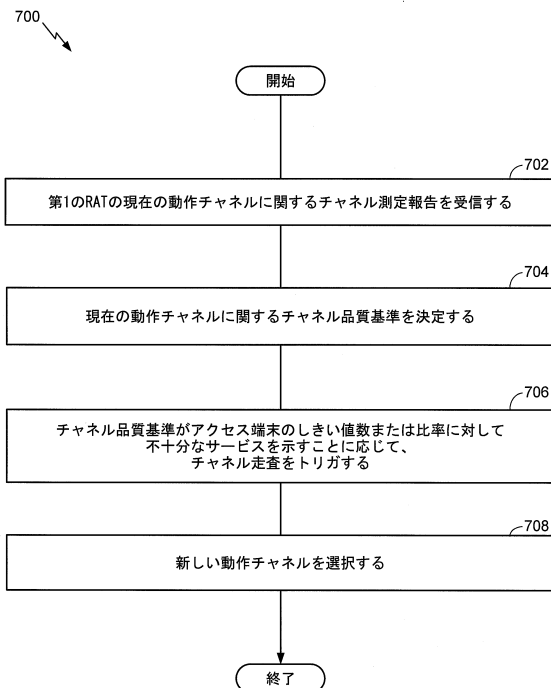 700
開始
702
第1のRATの現在の動作チャネルに関するチャネル測定報告を受信する
704
現在の動作チャネルに関するチャネル品質基準を決定する
706
チャネル品質基準がアクセス端末のしきい値数または比率に対して
不十分なサービスを示すことに応じて、
チャネル走査をトリガする
708
新しい動作チャネルを選択する
終了